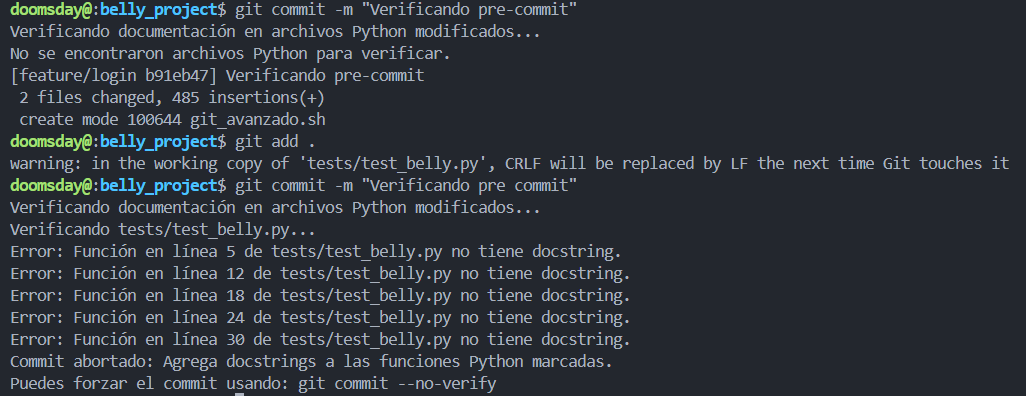 doomsday@:belly_project$ git commit -m "Verificando pre-commit"
Verificando documentación en archivos Python modificados...
No se encontraron archivos Python para verificar.
[feature/login b91eb47] Verificando pre-commit
 2 files changed, 485 insertions(+)
 create mode 100644 git_avanzado.sh
doomsday@:belly_project$ git add .
warning: in the working copy of 'tests/test_belly.py', CRLF will be replaced by LF the next time Git touches it
doomsday@:belly_project$ git commit -m "Verificando pre commit"
Verificando documentación en archivos Python modificados...
Verificando tests/test_belly.py...
Error: Función en línea 5 de tests/test_belly.py no tiene docstring.
Error: Función en línea 12 de tests/test_belly.py no tiene docstring.
Error: Función en línea 18 de tests/test_belly.py no tiene docstring.
Error: Función en línea 24 de tests/test_belly.py no tiene docstring.
Error: Función en línea 30 de tests/test_belly.py no tiene docstring.
Commit abortado: Agrega docstrings a las funciones Python marcadas.
Puedes forzar el commit usando: git commit --no-verify